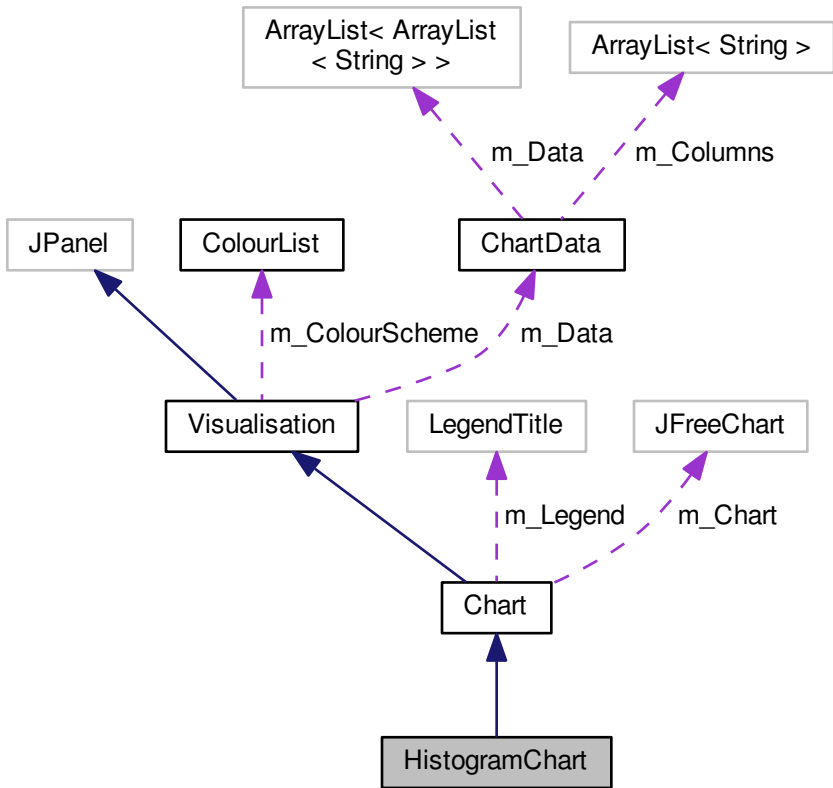 ArrayList< ArrayList
< String > >
ArrayList< String >
m_Data
m_Columns
JPanel
ColourList
ChartData
m_ColourScheme
m_Data
Visualisation
LegendTitle
JFreeChart
m_Legend
m_Chart
Chart
HistogramChart